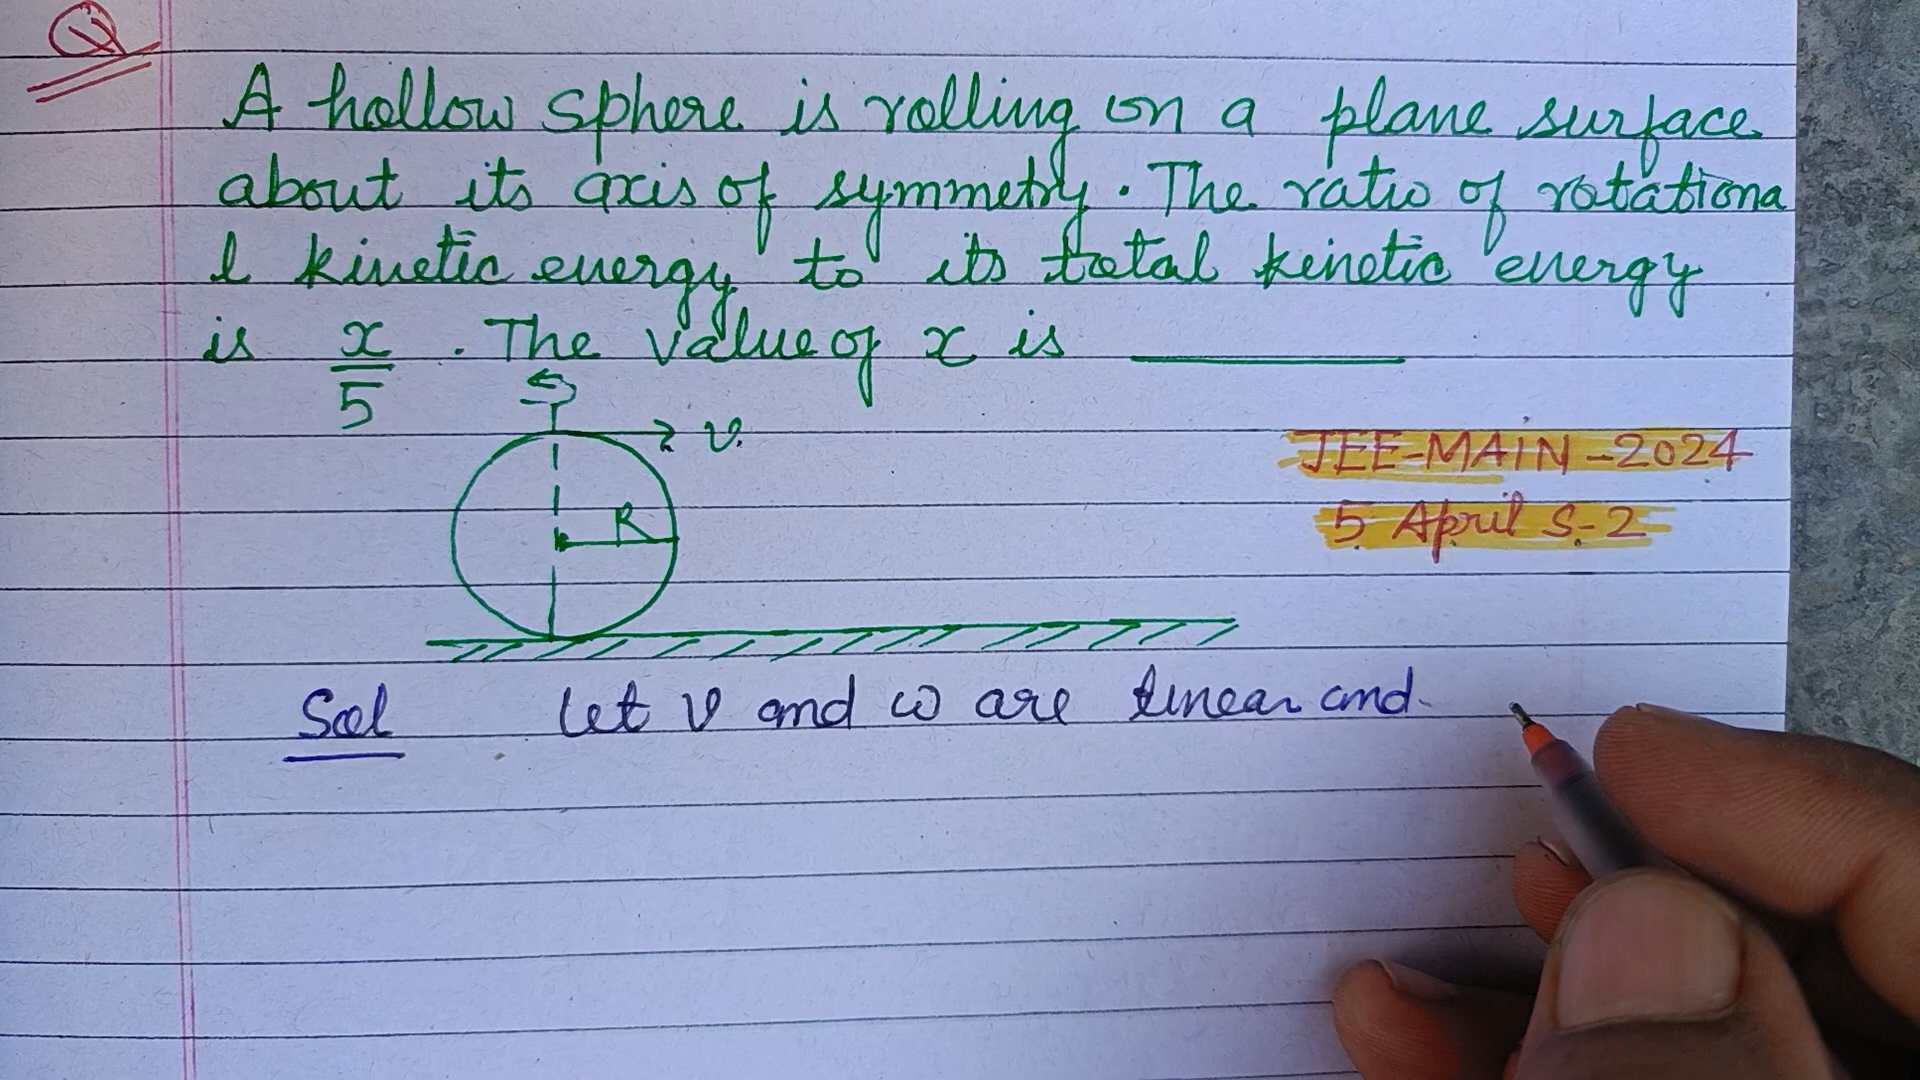 Q
A hollow sphere is rolling on a plane surface
about its axis of symmetry. The ratio of rotationa
l kinetic energy to its total kinetic energy
is x/5. The value of x is ________
v.
R
JEE-MAIN-2024
5 April S-2
Sol let v and ω are linear and